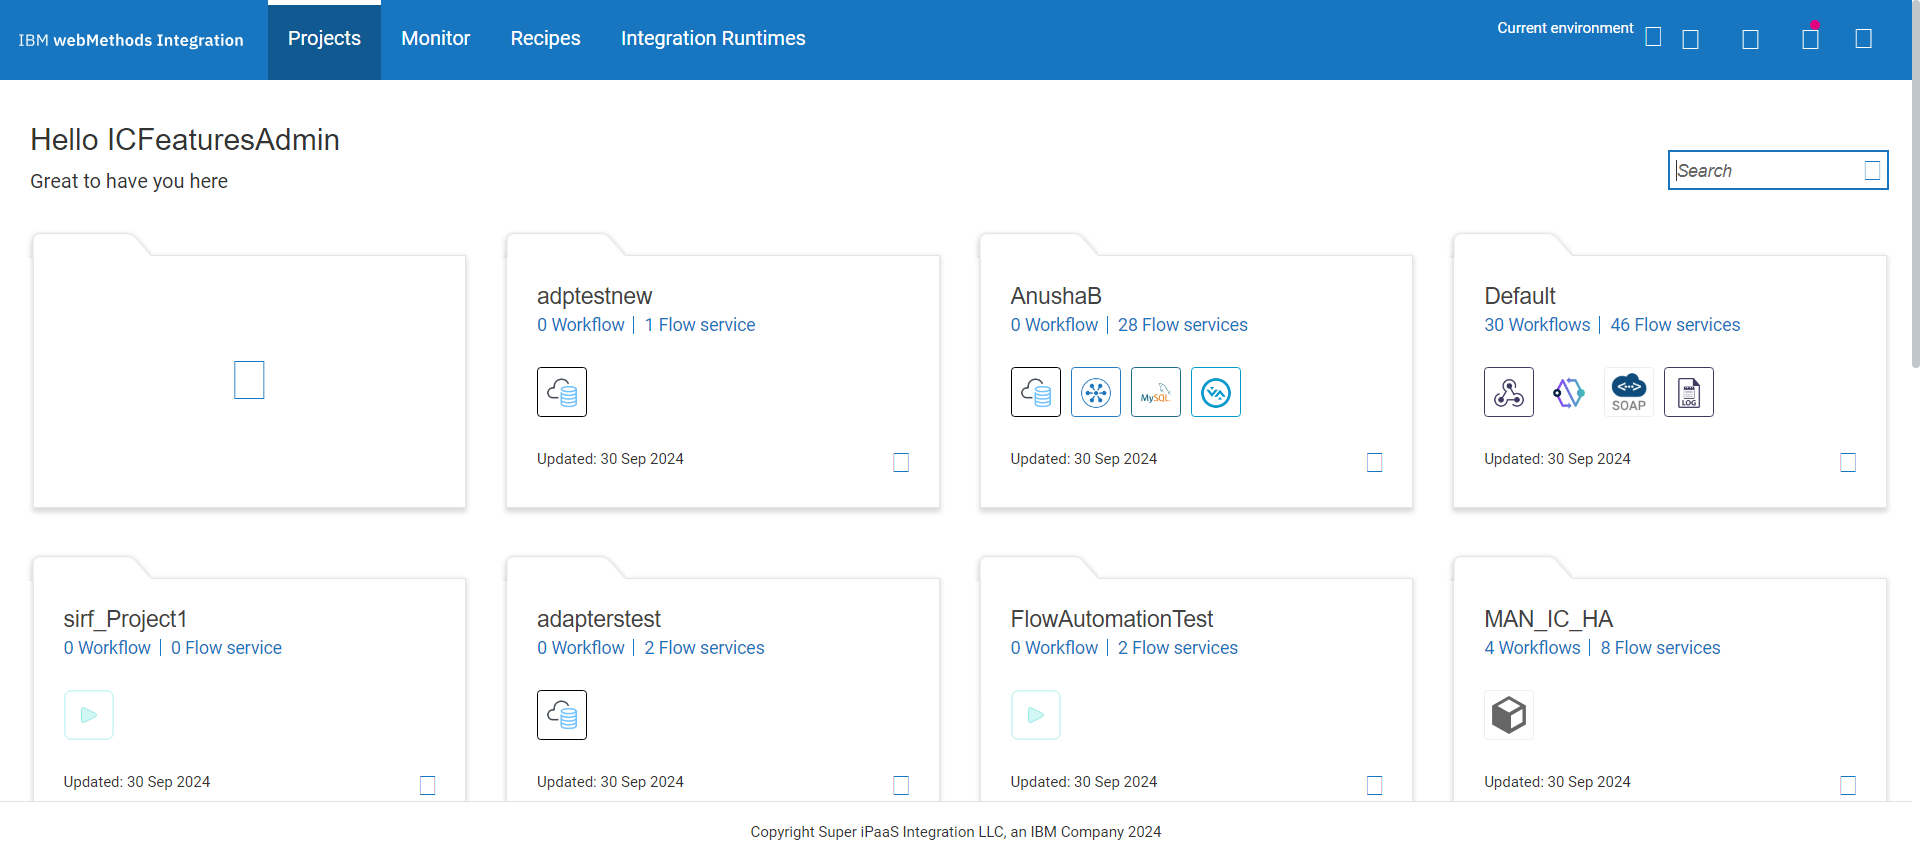 IBM webMethods Integration
Projects
Monitor
Recipes
Integration Runtimes
Current environment
Hello ICFeaturesAdmin
Great to have you here
Search
adptestnew
0 Workflow | 1 Flow service
Updated: 30 Sep 2024
AnushaB
0 Workflow | 28 Flow services
MySQL
Updated: 30 Sep 2024
Default
30 Workflows | 46 Flow services
SOAP
LOG
Updated: 30 Sep 2024
sirf_Project1
0 Workflow | 0 Flow service
Updated: 30 Sep 2024
adapterstest
0 Workflow | 2 Flow services
Updated: 30 Sep 2024
FlowAutomationTest
0 Workflow | 2 Flow services
Updated: 30 Sep 2024
MAN_IC_HA
4 Workflows | 8 Flow services
Updated: 30 Sep 2024
Copyright Super iPaaS Integration LLC, an IBM Company 2024